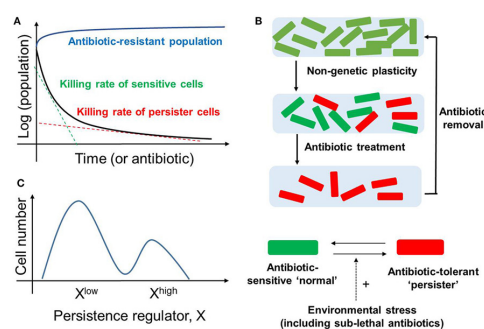 A
Antibiotic-resistant population
Killing rate of sensitive cells
Killing rate of persister cells
Log (population)
Time (or antibiotic)
B
Non-genetic plasticity
Antibiotic
removal
Antibiotic treatment
Antibiotic-
sensitive ‘normal’
Antibiotic-tolerant
‘persister’
+
Environmental stress
(including sub-lethal antibiotics)
C
Cell number
X^low
X^high
Persistence regulator, X